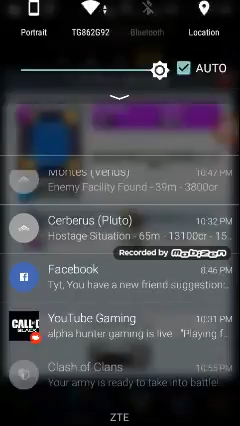 Portrait TG862G92 Bluetooth Location
AUTO
Montes (Venus) 10:47 PM
Enemy Facility Found - 39m - 3800cr
Cerberus (Pluto) 10:32 PM
Hostage Situation - 65m - 13100cr - 15...
Recorded by Mobizen
Facebook 8:46 PM
Tyt, You have a new friend suggestion:...
YouTube Gaming 10:31 PM
alpha hunter gaming is live - "Playing f...
Clash of Clans 10:53 PM
Your army is ready to take into battle!
ZTE